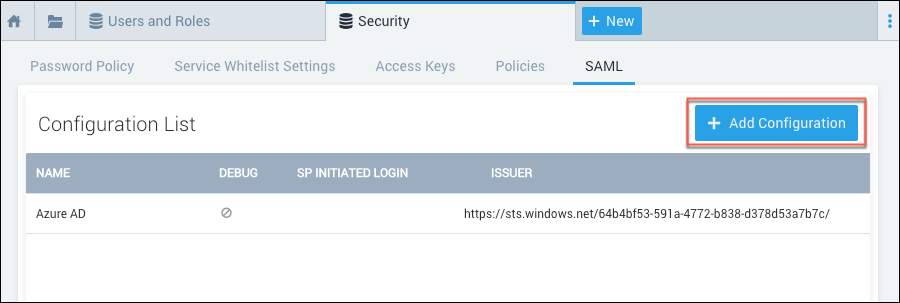 Users and Roles Security + New
Password Policy Service Whitelist Settings Access Keys Policies SAML
Configuration List + Add Configuration
NAME DEBUG SP INITIATED LOGIN ISSUER
Azure AD https://sts.windows.net/64b4bf53-591a-4772-b838-d378d53a7b7c/